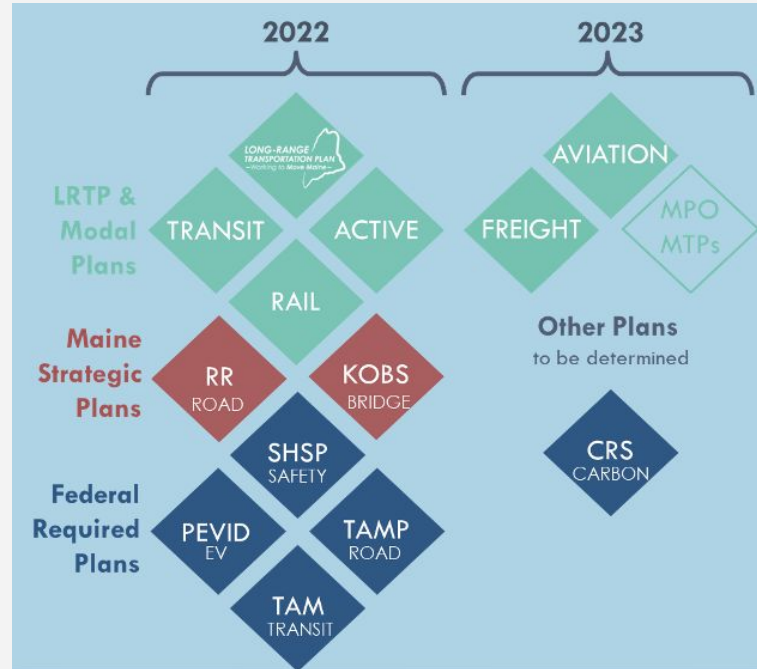 2022
2023
LONG-RANGE
TRANSPORTATION PLAN
—Working to Move Maine—
AVIATION
LRTP &
Modal
Plans
TRANSIT
ACTIVE
FREIGHT
MPO
MTPs
RAIL
Maine
Strategic
Plans
RR
ROAD
KOBS
BRIDGE
Other Plans
to be determined
SHSP
SAFETY
CRS
CARBON
Federal
Required
Plans
PEVID
EV
TAMP
ROAD
TAM
TRANSIT